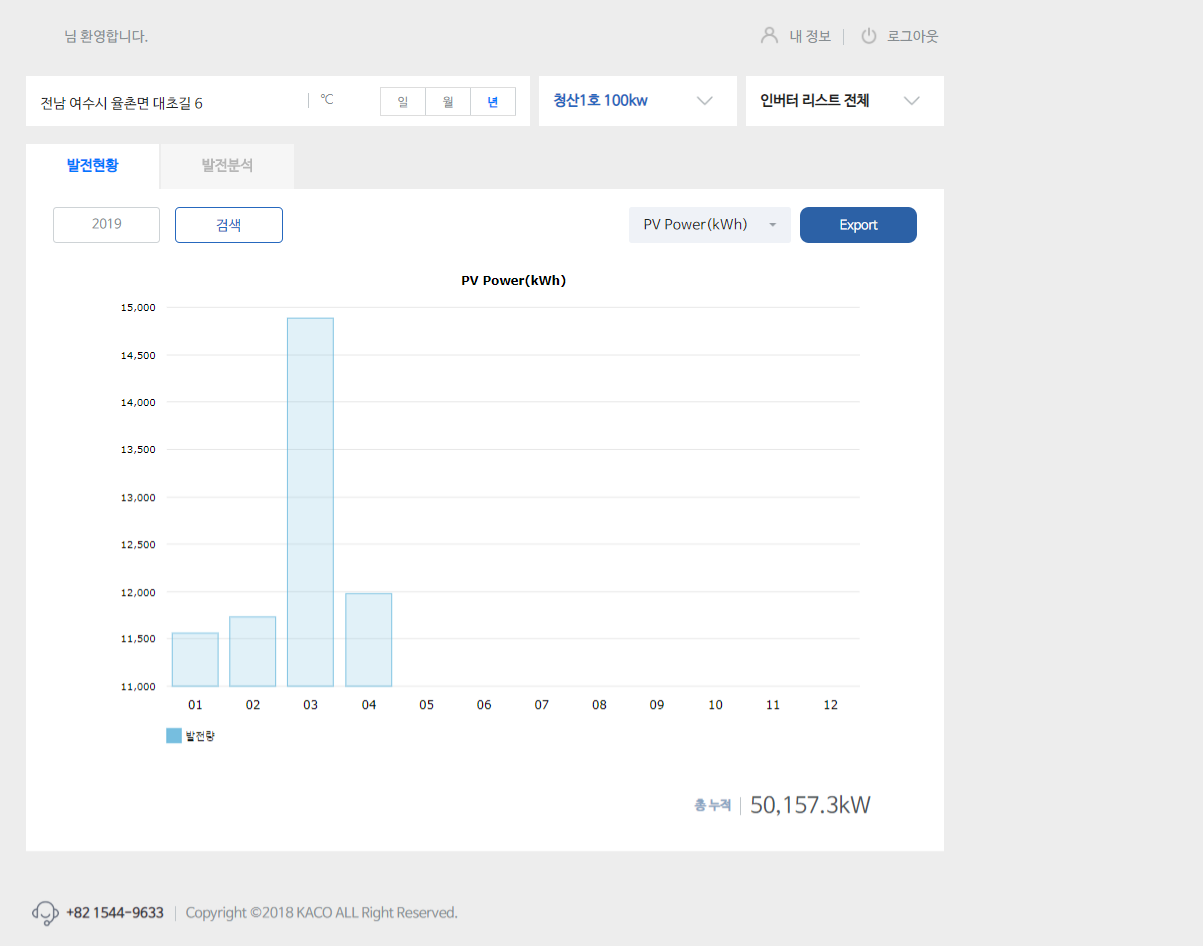 님 환영합니다.
내 정보
로그아웃
전남 여수시 율촌면 대초길 6
℃
일 월 년
청산1호 100kw
인버터 리스트 전체
발전현황
발전분석
2019
검색
PV Power(kWh)
Export
PV Power(kWh)
15,000
14,500
14,000
13,500
13,000
12,500
12,000
11,500
11,000
01 02 03 04 05 06 07 08 09 10 11 12
발전량
총 누적 50,157.3kW
+82 1544-9633 Copyright ©2018 KACO ALL Right Reserved.